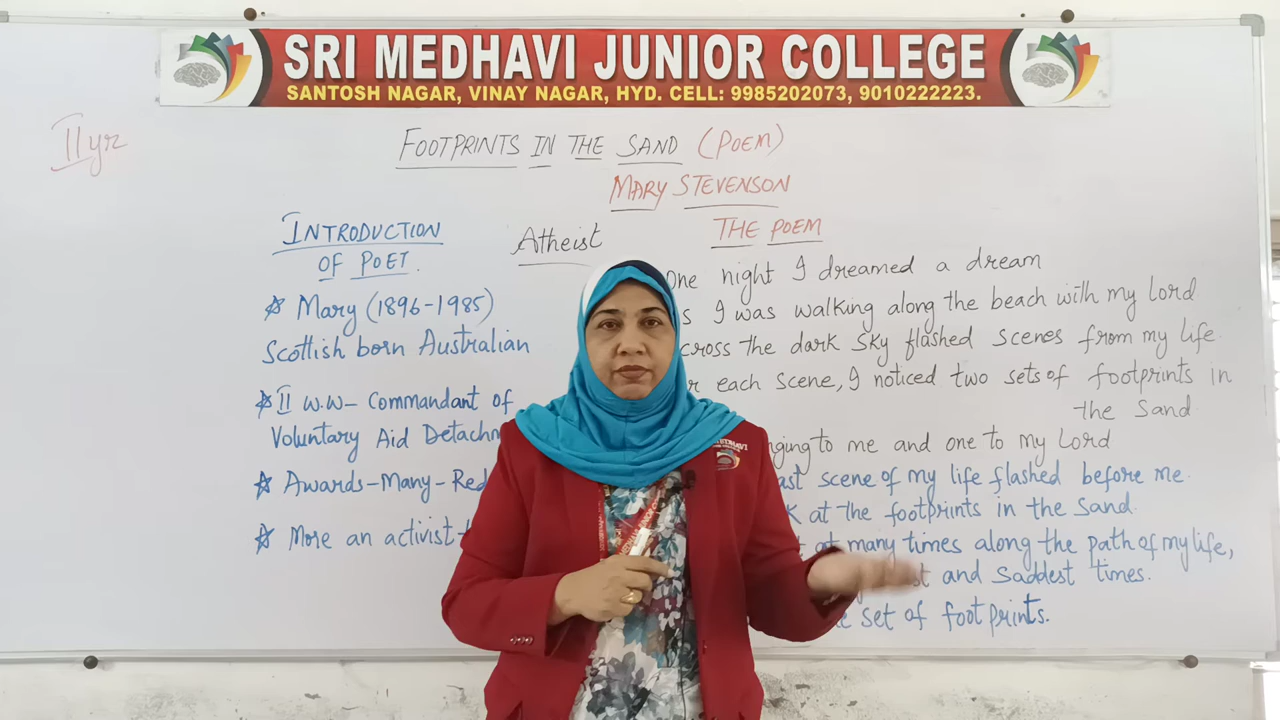 SRI MEDHAVI JUNIOR COLLEGE
SANTOSH NAGAR, VINAY NAGAR, HYD. CELL: 9985202073, 9010222223.
II yr
FOOTPRINTS IN THE SAND (POEM)
MARY STEVENSON
INTRODUCTION
OF POET.
☆ Mary (1896-1985)
Scottish born Australian
☆ II W.W- Commandant of
Voluntary Aid
☆ Awards-Many-Red
☆ More an activist
Atheist
THE POEM
One night I dreamed a dream
I was walking along the beach with my lord
the dark sky flashed scenes from my life.
each scene, I noticed two sets of footprints in
the sand.
to me and one to my Lord
scene of my life flashed before me.
at the footprints in the sand.
at many times along the path of my life,
and saddest times.
set of footprints.